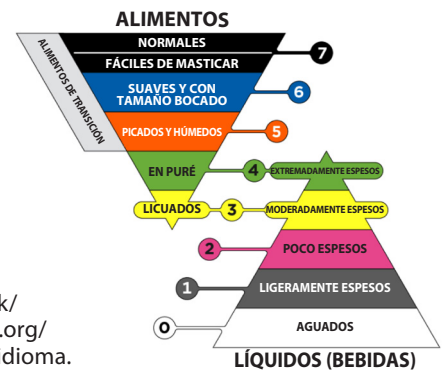 ALIMENTOS
NORMALES
FÁCILES DE MASTICAR
7
ALIMENTOS DE TRANSICIÓN
SUAVES Y CON
TAMAÑO BOCADO
6
PICADOS Y HÚMEDOS
5
EN PURÉ
4
EXTREMADAMENTE ESPESOS
LICUADOS
3
MODERADAMENTE ESPESOS
2
POCO ESPESOS
k/
1
LIGERAMENTE ESPESOS
.org/
0
AGUADOS
idioma.
LÍQUIDOS (BEBIDAS)